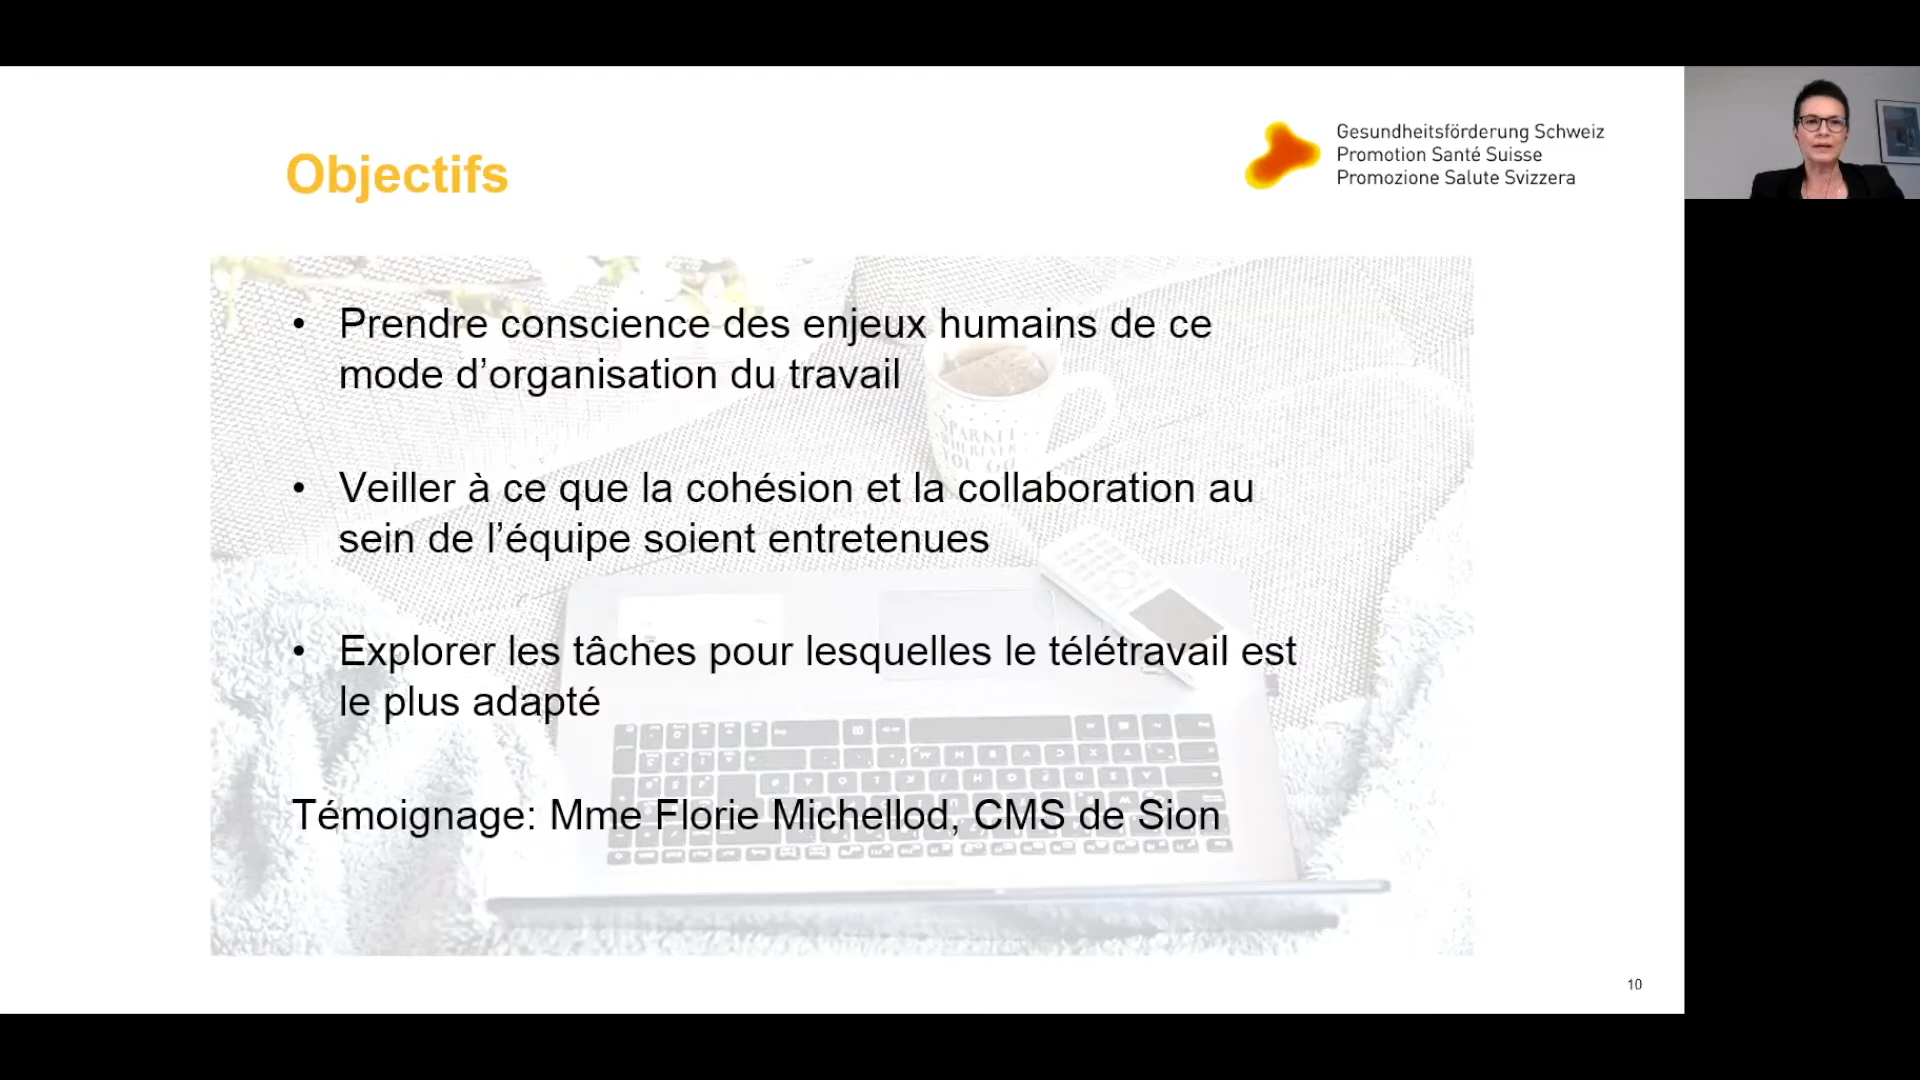 Objectifs
Gesundheitsförderung Schweiz
Promotion Santé Suisse
Promozione Salute Svizzera
• Prendre conscience des enjeux humains de ce
mode d’organisation du travail
• Veiller à ce que la cohésion et la collaboration au
sein de l’équipe soient entretenues
• Explorer les tâches pour lesquelles le télétravail est
le plus adapté
Témoignage: Mme Florie Michellod, CMS de Sion
10